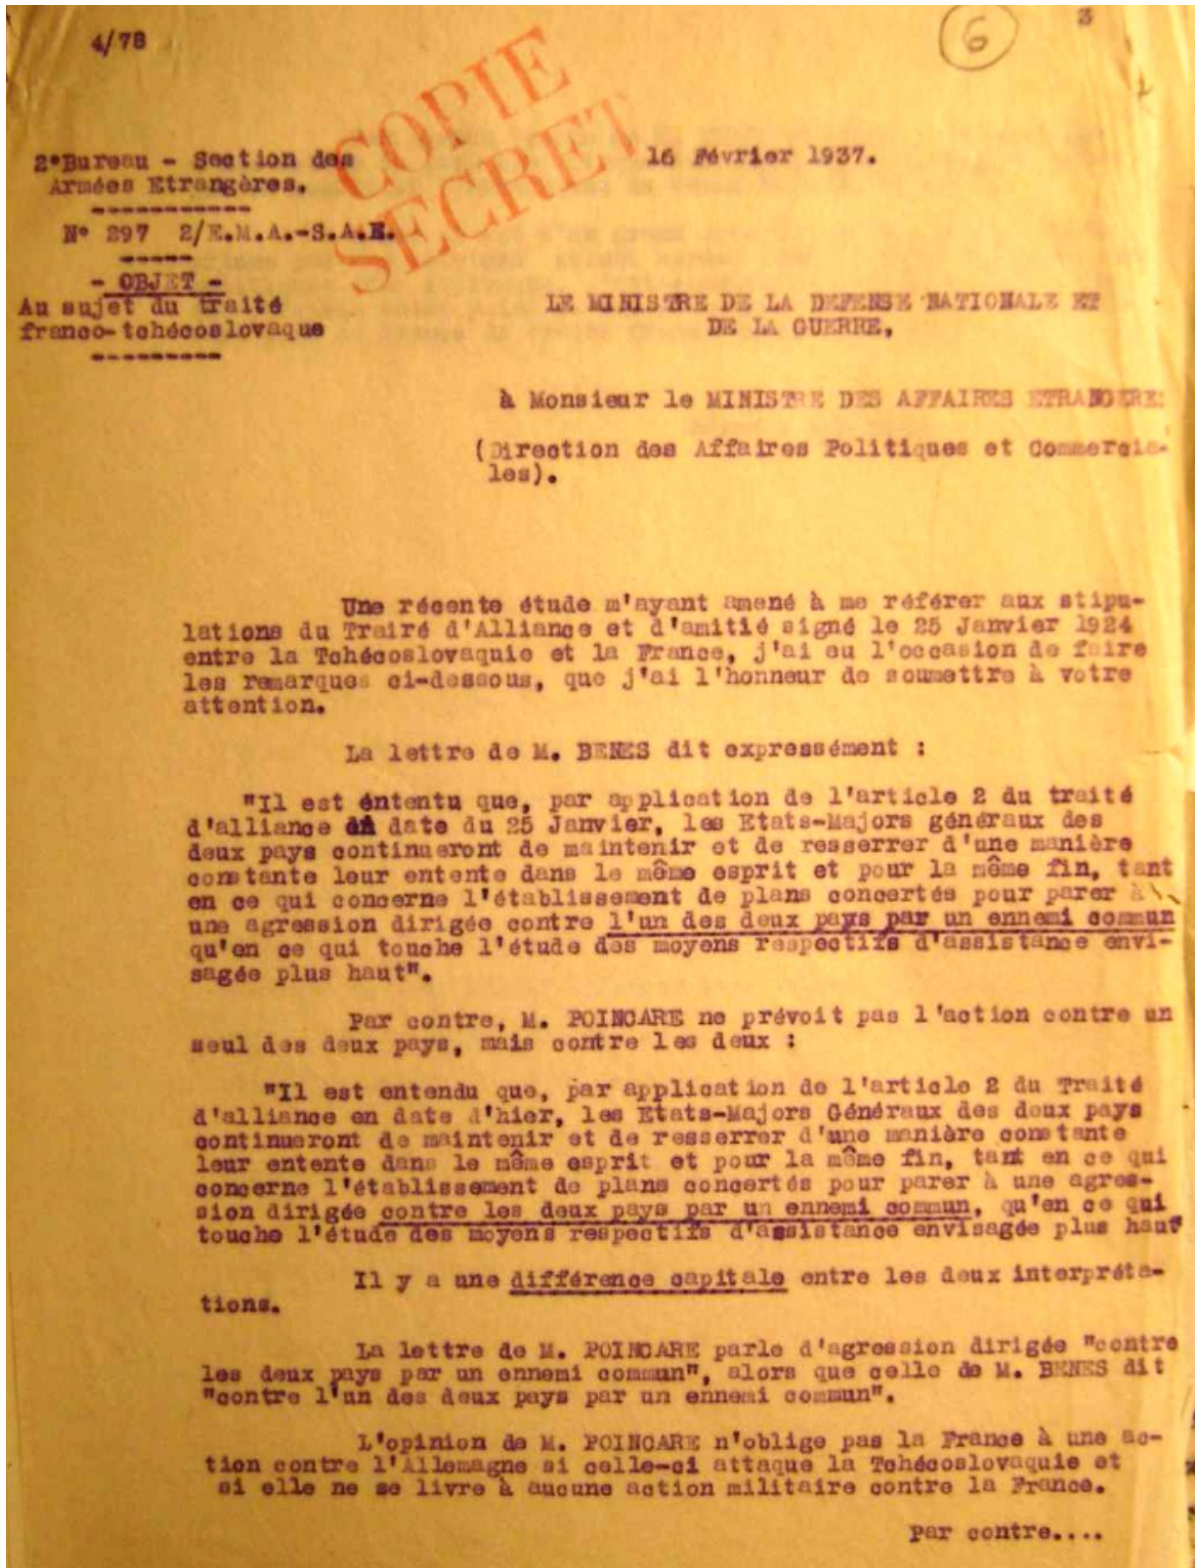 4/78
6
3
COPIE
SECRET
2°Bureau - Section des
Armées Etrangères.
16 Février 1937.
N° 297 2/E.M.A.-S.A.E.
- OBJET -
Au sujet du traité
franco-tchécoslovaque
LE MINISTRE DE LA DEFENSE NATIONALE ET
DE LA GUERRE,
à Monsieur le MINISTRE DES AFFAIRES ETRANGERE
(Direction des Affaires Politiques et Commercia-
les).
Une récente étude m'ayant amené à me référer aux stipu-
lations du Trairé d'Alliance et d'amitié signé le 25 Janvier 1924
entre la Tchécoslovaquie et la France, j'ai eu l'occasion de faire
les remarques ci-dessous, que j'ai l'honneur de soumettre à votre
attention.
La lettre de M. BENES dit expressément :
"Il est éntentu que, par application de l'article 2 du traité
d'alliance en date du 25 Janvier, les Etats-Majors généraux des
deux pays continueront de maintenir et de resserrer d'une manière
constante leur entente dans le même esprit et pour la même fin, tant
en ce qui concerne l'établissement de plans concertés pour parer à
une agression dirigée contre l'un des deux pays par un ennemi commun
qu'en ce qui touche l'étude des moyens respectifs d'assistance envi-
sagée plus haut".
Par contre, M. POINCARE ne prévoit pas l'action contre un
seul des deux pays, mais contre les deux :
"Il est entendu que, par application de l'article 2 du Traité
d'alliance en date d'hier, les Etats-Majors Généraux des deux pays
continueront de maintenir et de resserrer d'une manière constante
leur entente dans le même esprit et pour la même fin, tant en ce qui
concerne l'établissement de plans concertés pour parer à une agres-
sion dirigée contre les deux pays par un ennemi commun, qu'en ce qui
touche l'étude des moyens respectifs d'assistance envisagée plus haut"
Il y a une différence capitale entre les deux interpréta-
tions.
La lettre de M. POINCARE parle d'agression dirigée "contre
les deux pays par un ennemi commun", alors que celle de M. BENES dit
"contre l'un des deux pays par un ennemi commun".
L'opinion de M. POINCARE n'oblige pas la France à une ac-
tion contre l'Allemagne si celle-ci attaque la Tchécoslovaquie et
si elle ne se livre à aucune action militaire contre la France.
Par contre....